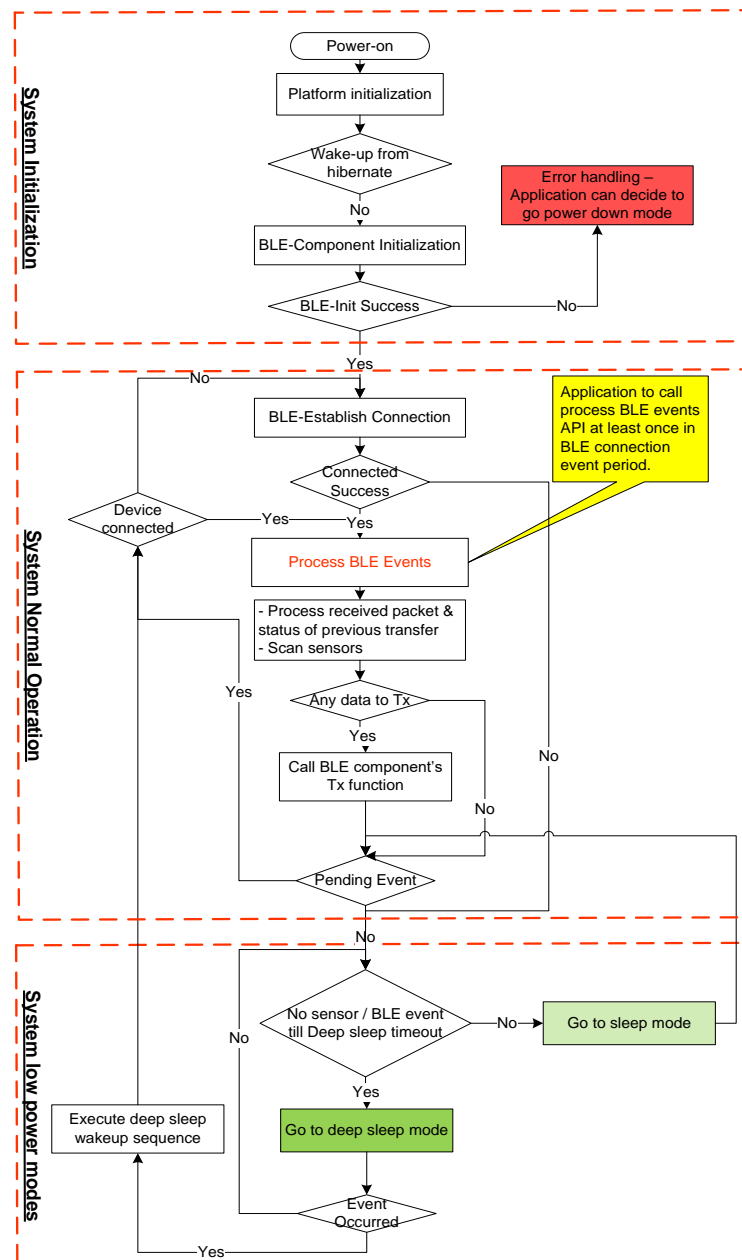 System Initialization
Power-on
Platform initialization
Wake-up from
hibernate
No
BLE-Component Initialization
Error handling –
Application can decide to
go power down mode
BLE-Init Success
No
Yes
System Normal Operation
No
BLE-Establish Connection
Application to call
process BLE events
API at least once in
BLE connection
event period.
Connected
Success
Device
connected
Yes
Yes
Process BLE Events
- Process received packet &
status of previous transfer
- Scan sensors
Yes
Any data to Tx
Yes
No
Call BLE component's
Tx function
No
Pending Event
No
System low power modes
No
No sensor / BLE event
till Deep sleep timeout
No
Go to sleep mode
Yes
Execute deep sleep
wakeup sequence
Go to deep sleep mode
Event
Occurred
Yes